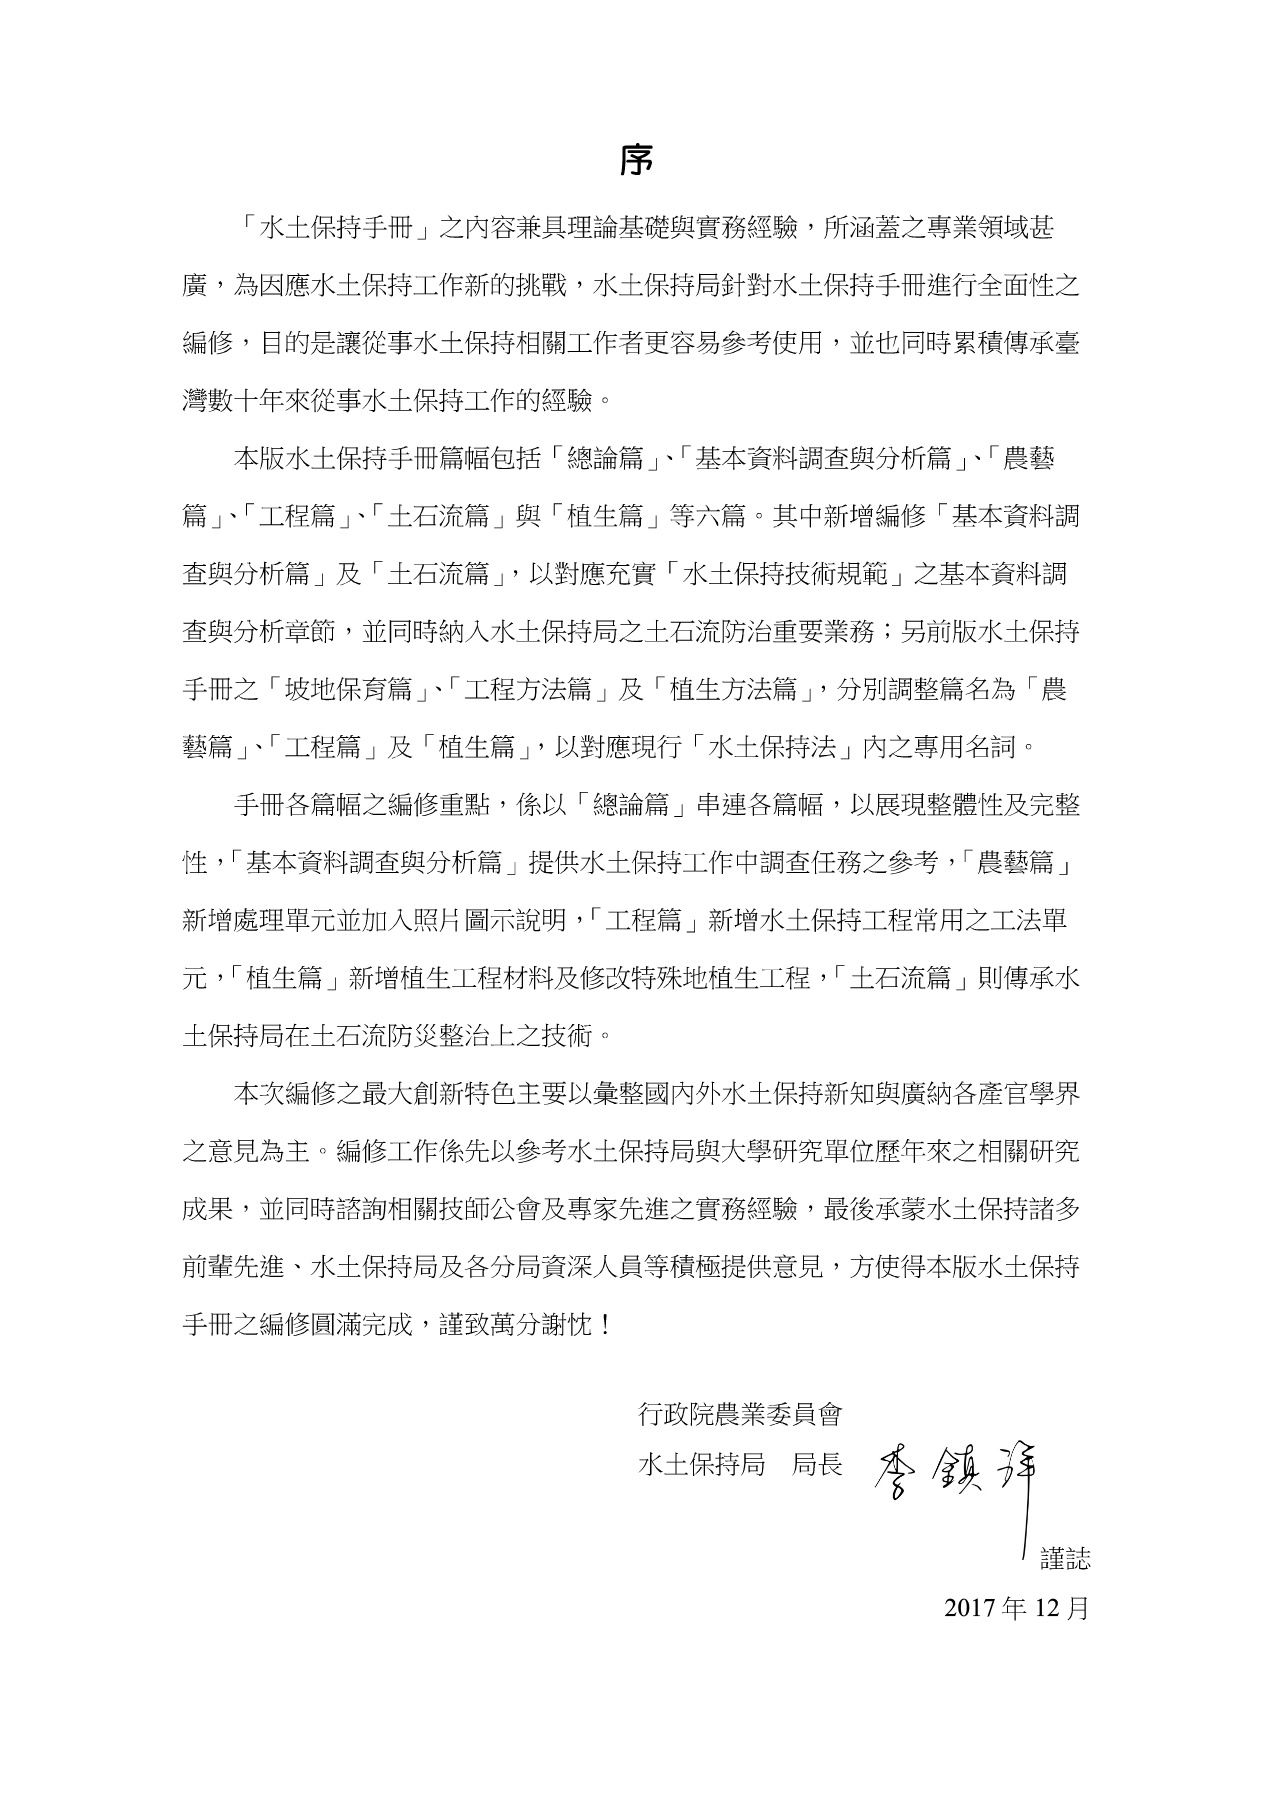 序
「水土保持手冊」之內容兼具理論基礎與實務經驗，所涵蓋之專業領域甚
廣，為因應水土保持工作新的挑戰，水土保持局針對水土保持手冊進行全面性之
編修，目的是讓從事水土保持相關工作者更容易參考使用，並也同時累積傳承臺
灣數十年來從事水土保持工作的經驗。
本版水土保持手冊篇幅包括「總論篇」、「基本資料調查與分析篇」、「農藝
篇」、「工程篇」、「土石流篇」與「植生篇」等六篇。其中新增編修「基本資料調
查與分析篇」及「土石流篇」，以對應充實「水土保持技術規範」之基本資料調
查與分析章節，並同時納入水土保持局之土石流防治重要業務；另前版水土保持
手冊之「坡地保育篇」、「工程方法篇」及「植生方法篇」，分別調整篇名為「農
藝篇」、「工程篇」及「植生篇」，以對應現行「水土保持法」內之專用名詞。
手冊各篇幅之編修重點，係以「總論篇」串連各篇幅，以展現整體性及完整
性，「基本資料調查與分析篇」提供水土保持工作中調查任務之參考，「農藝篇」
新增處理單元並加入照片圖示說明，「工程篇」新增水土保持工程常用之工法單
元，「植生篇」新增植生工程材料及修改特殊地植生工程，「土石流篇」則傳承水
土保持局在土石流防災整治上之技術。
本次編修之最大創新特色主要以彙整國內外水土保持新知與廣納各產官學界
之意見為主。編修工作係先以參考水土保持局與大學研究單位歷年來之相關研究
成果，並同時諮詢相關技師公會及專家先進之實務經驗，最後承蒙水土保持諸多
前輩先進、水土保持局及各分局資深人員等積極提供意見，方使得本版水土保持
手冊之編修圓滿完成，謹致萬分謝忱！
行政院農業委員會
水土保持局　局長 李鎮洋
謹誌
2017 年 12 月